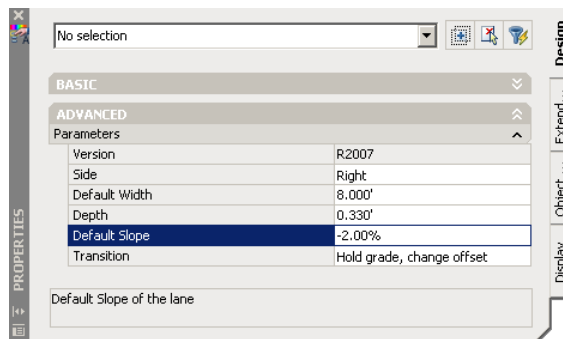 No selection
BASIC
ADVANCED
Parameters
Version R2007
Side Right
Default Width 8.000'
Depth 0.330'
Default Slope -2.00%
Transition Hold grade, change offset
Default Slope of the lane
PROPERTIES
Design
Extend...
Object ...
Display